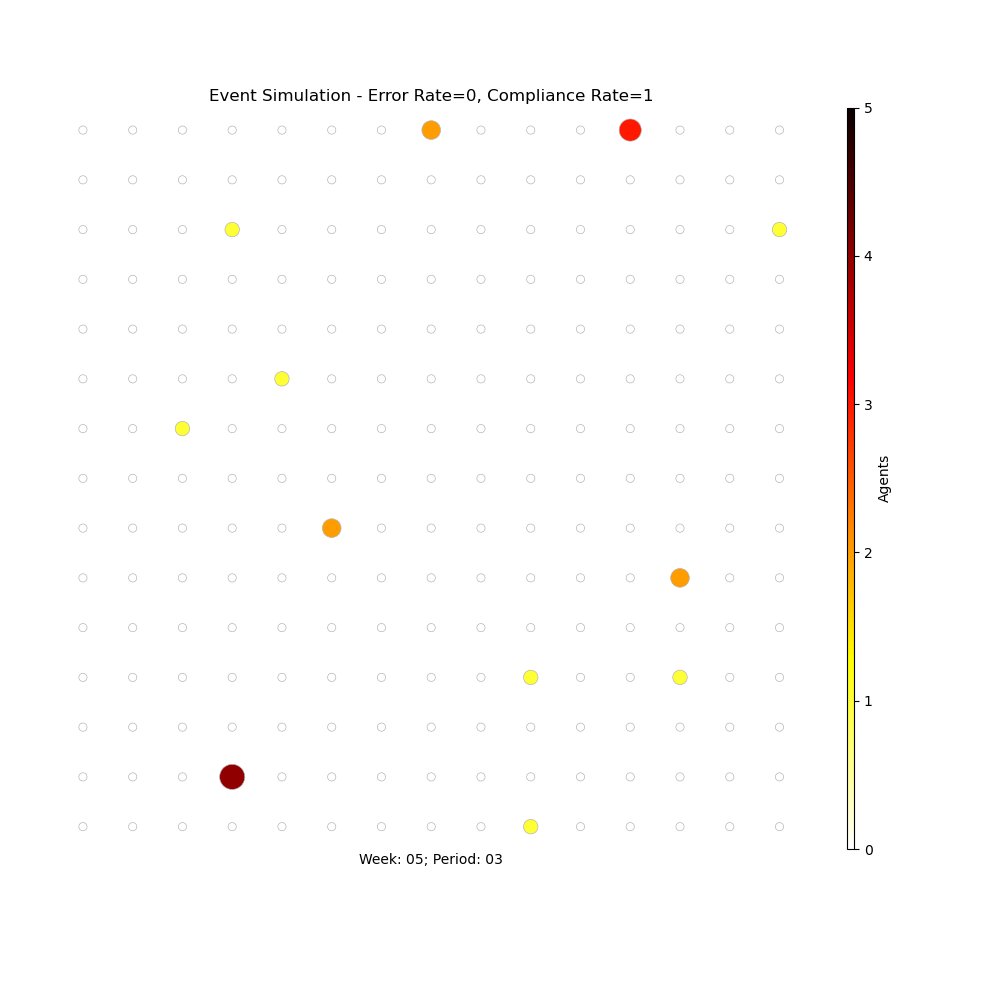 Event Simulation - Error Rate=0, Compliance Rate=1
5
4
3
2
1
0
Agents
Week: 05; Period: 03